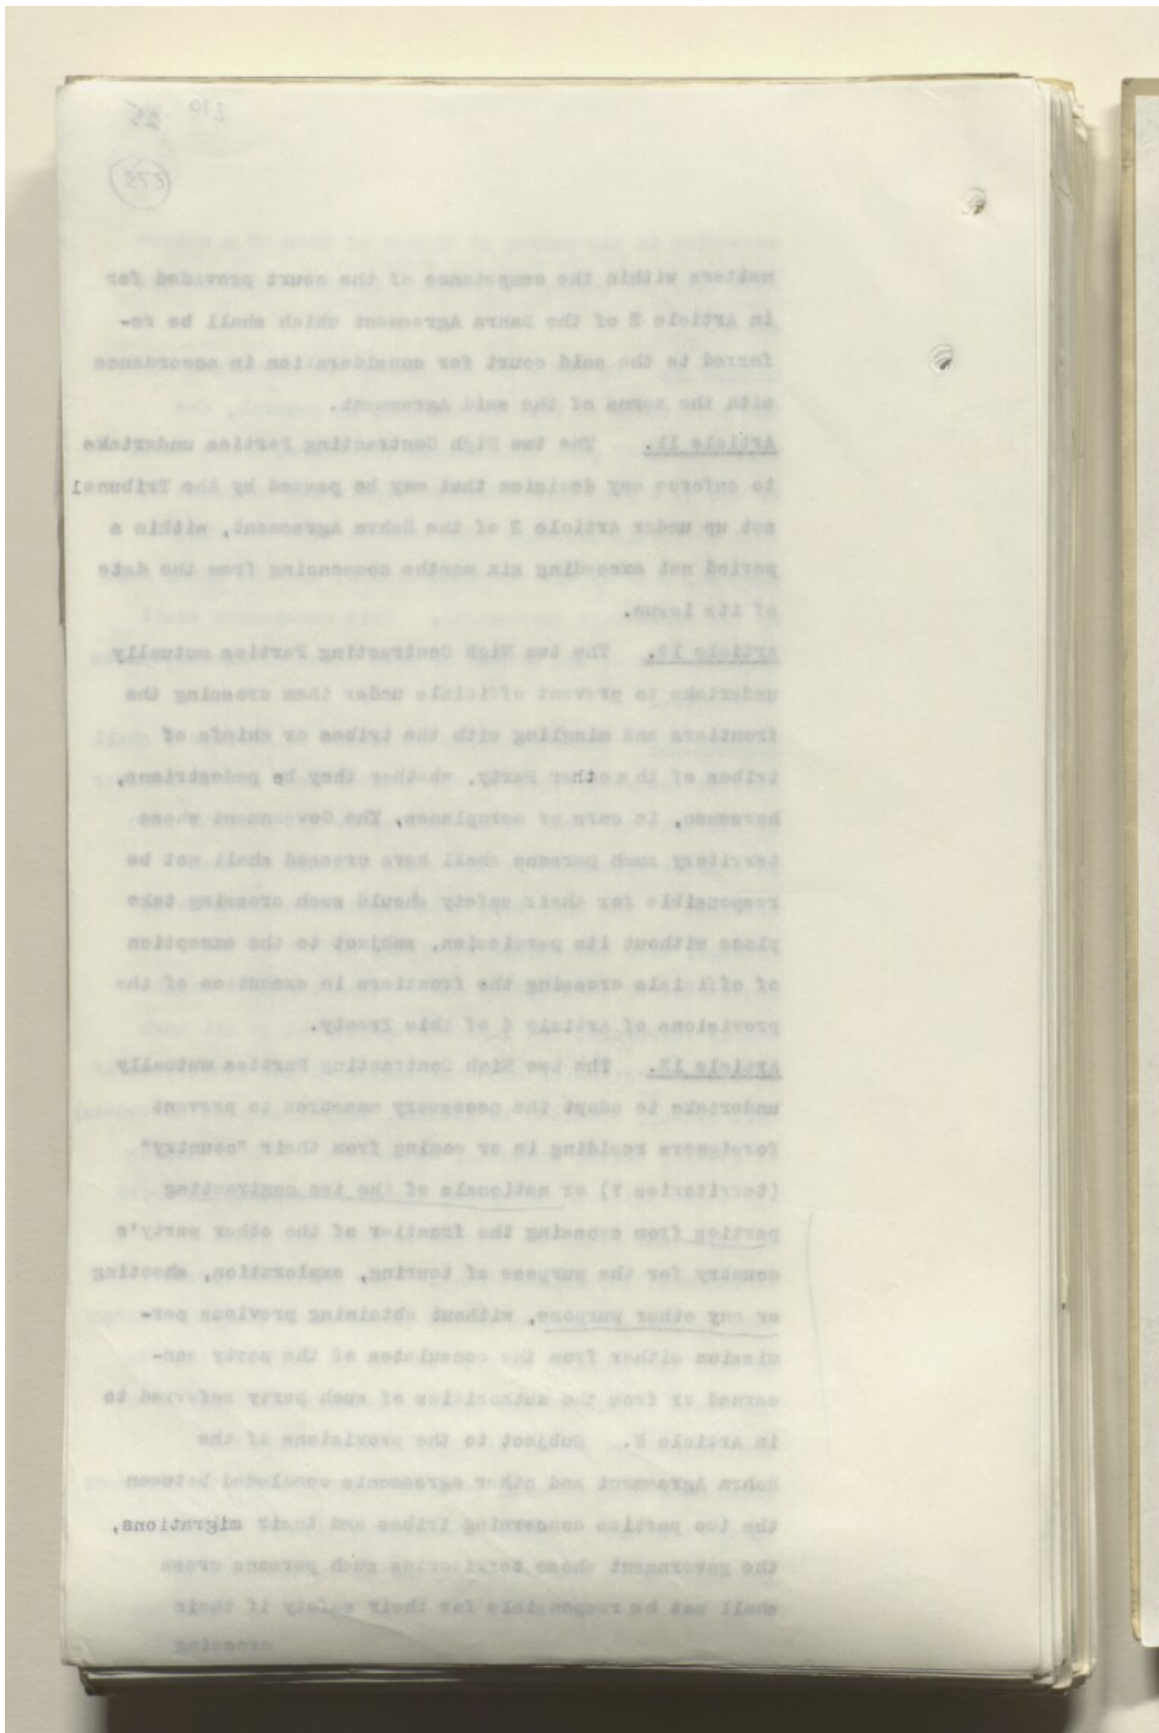 270
25
273
matters within the competence of the court provided for
in Article 2 of the Bahra Agreement which shall be re-
ferred to the said court for consideration in accordance
with the terms of the said Agreement.
Article 11. The two High Contracting Parties undertake
to enforce any decision that may be passed by the Tribunal
set up under Article 2 of the Bahra Agreement, within a
period not exceeding six months commencing from the date
of its issue.
Article 12. The two High Contracting Parties mutually
undertake to prevent officials under them crossing the
frontiers and mingling with the tribes or chiefs of
tribes of the other Party, whether they be pedestrians,
horsemen, in cars or aeroplanes, The Government whose
territory such persons shall have crossed shall not be
responsible for their safety should such crossing take
place without its permission, subject to the exception
of officials crossing the frontiers in execution of the
provisions of Article 4 of this Treaty.
Article 13. The two High Contracting Parties mutually
undertake to adopt the necessary measures to prevent
foreigners residing in or coming from their "country"
(territories ?) or nationals of the two contracting
parties from crossing the frontier of the other party's
country for the purpose of touring, exploration, shooting
or any other purpose, without obtaining previous per-
mission either from the consulates of the party con-
cerned or from the authorities of such party referred to
in Article 2. Subject to the provisions of the
Bahra Agreement and other agreements concluded between
the two parties concerning tribes and their migrations,
the government whose territories such persons cross
shall not be responsible for their safety if their
crossing